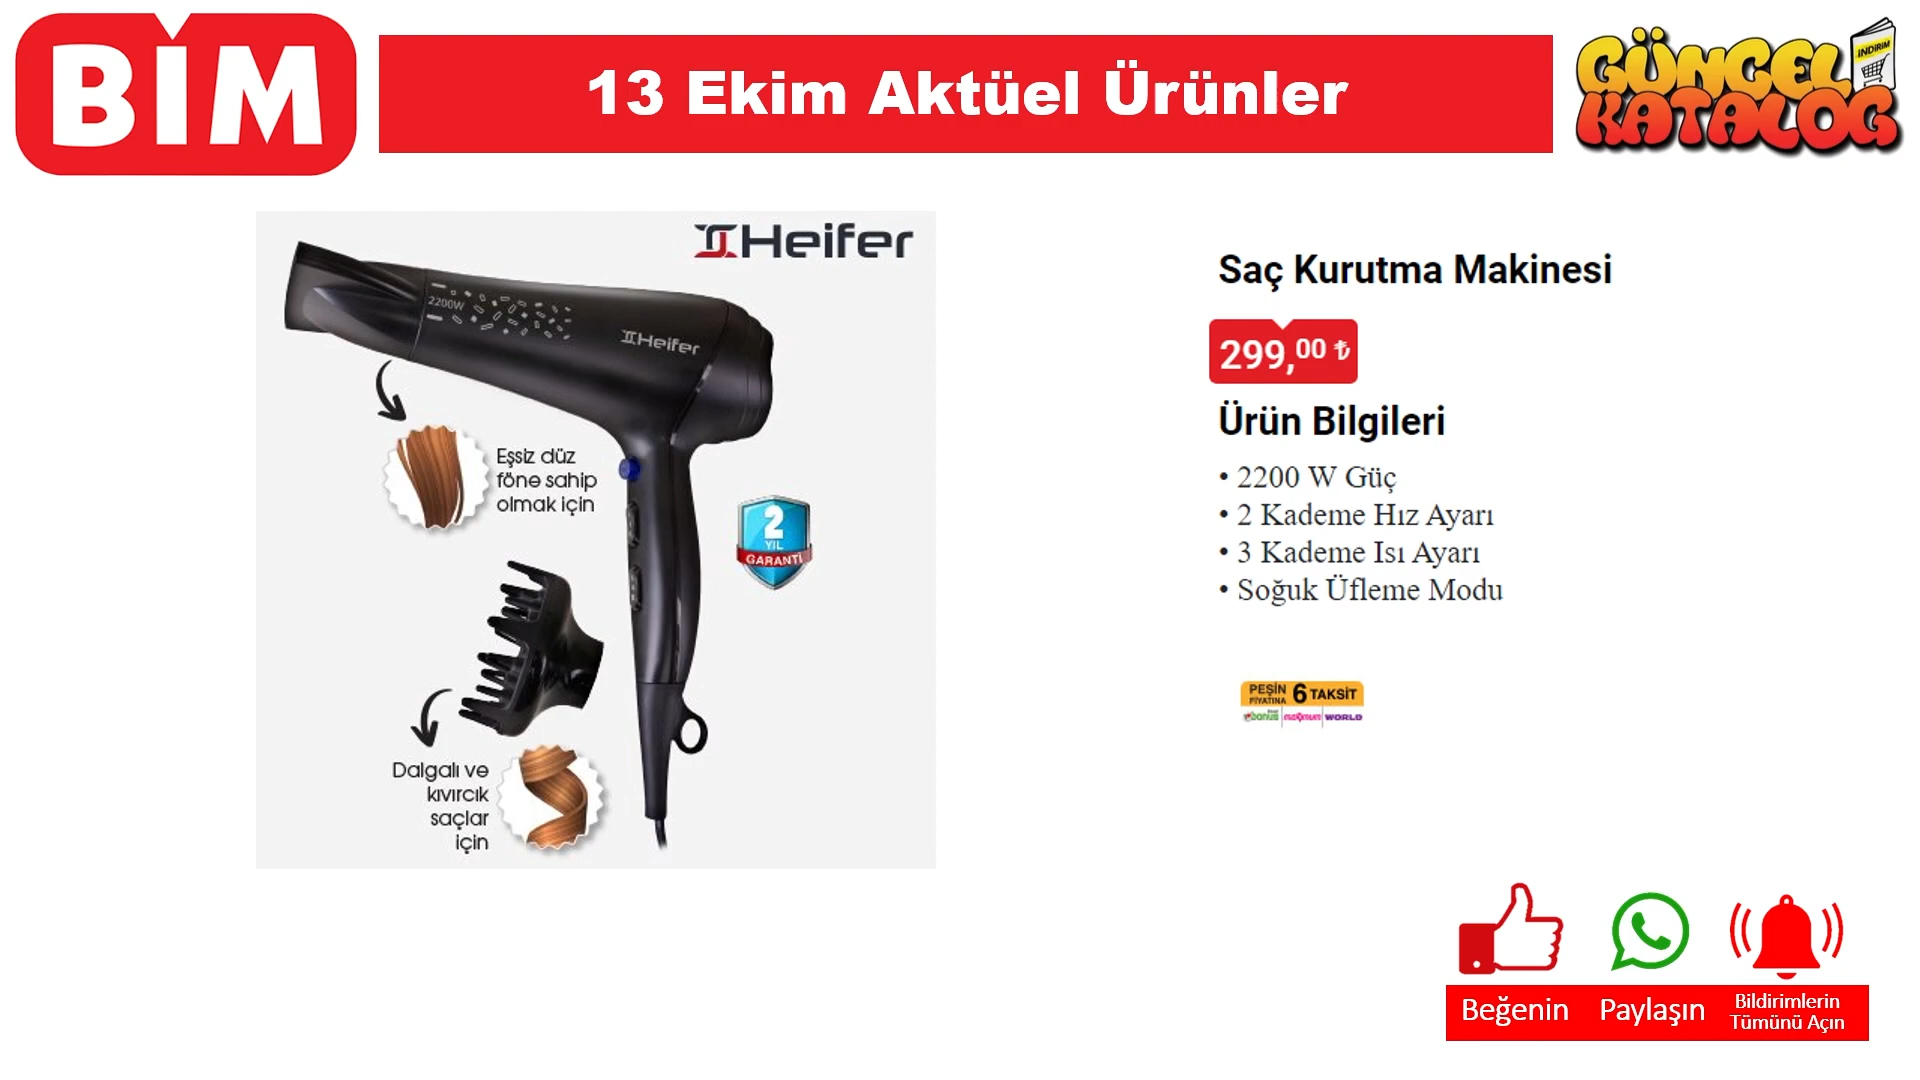 BİM
13 Ekim Aktüel Ürünler
GÜNCEL
KATALOG
İNDİRİM
Heifer
2200W
Heifer
Eşsiz düz
föne sahip
olmak için
2
YIL
GARANTİ
Dalgalı ve
kıvırcık
saçlar
için
Saç Kurutma Makinesi
299,00 ₺
Ürün Bilgileri
• 2200 W Güç
• 2 Kademe Hız Ayarı
• 3 Kademe Isı Ayarı
• Soğuk Üfleme Modu
PEŞİN FİYATINA 6 TAKSİT
bonus maximum WORLD
Beğenin
Paylaşın
Bildirimlerin
Tümünü Açın